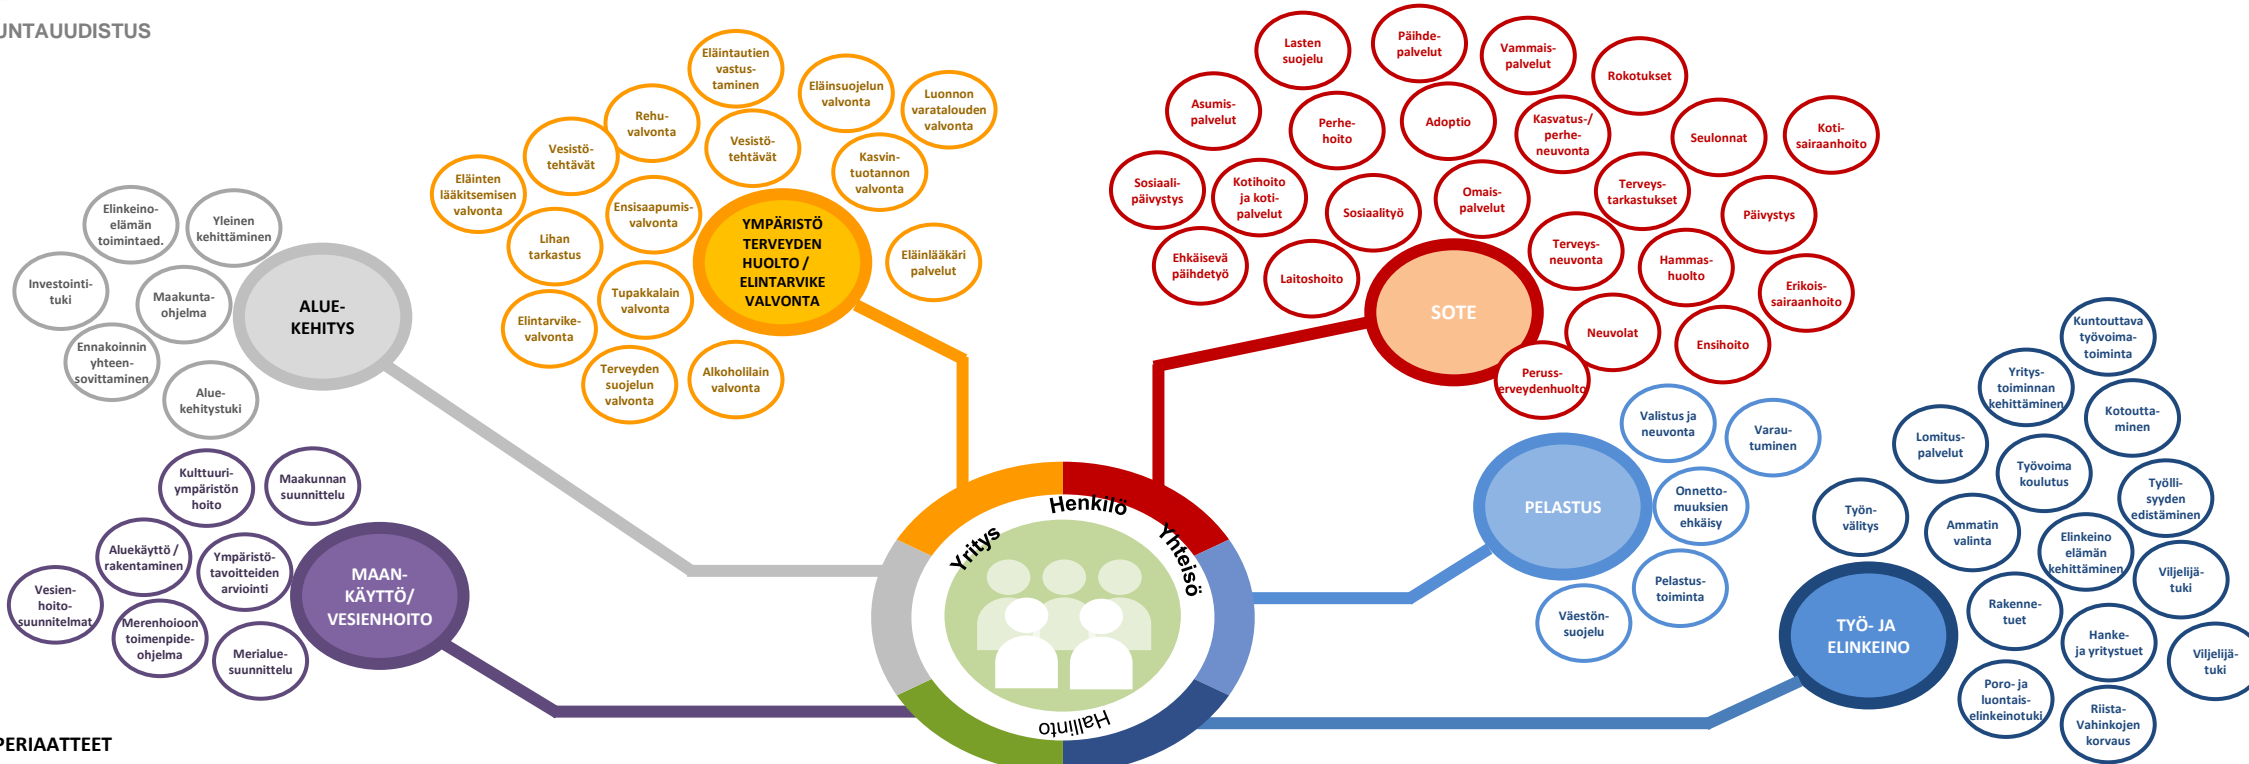 UNTAUUDISTUS
Elinkeino-
elämän
toimintaed.
Yleinen
kehittäminen
Investointi-
tuki
Maakunta-
ohjelma
Ennakoinnin
yhteen-
sovittaminen
Alue-
kehitystuki
ALUE-
KEHITYS
Eläintautien
vastus-
taminen
Eläinsuojelun
valvonta
Luonnon
varatalouden
valvonta
Rehu-
valvonta
Vesistö-
tehtävät
Vesistö-
tehtävät
Kasvin-
tuotannon
valvonta
Eläinten
lääkitsemisen
valvonta
Ensisaapumis-
valvonta
Lihan
tarkastus
Eläinlääkäri
palvelut
Tupakkalain
valvonta
Elintarvike-
valvonta
Terveyden
suojelun
valvonta
Alkoholilain
valvonta
YMPÄRISTÖ
TERVEYDEN
HUOLTO /
ELINTARVIKE
VALVONTA
Lasten
suojelu
Päihde-
palvelut
Vammais-
palvelut
Rokotukset
Asumis-
palvelut
Perhe-
hoito
Adoptio
Kasvatus-/
perhe-
neuvonta
Seulonnat
Koti-
sairaanhoito
Sosiaali-
päivystys
Kotihoito
ja koti-
palvelut
Sosiaalityö
Omais-
palvelut
Terveys-
tarkastukset
Päivystys
Ehkäisevä
päihdetyö
Laitoshoito
Terveys-
neuvonta
Hammas-
huolto
Erikois-
sairaanhoito
Neuvolat
Ensihoito
Peruss-
terveydenhuolto
SOTE
Valistus ja
neuvonta
Varau-
tuminen
Onnetto-
muuksien
ehkäisy
Pelastus-
toiminta
Väestön-
suojelu
PELASTUS
Kuntouttava
työvoima-
toiminta
Yritys-
toiminnan
kehittäminen
Kotoutta-
minen
Lomitus-
palvelut
Työvoima
koulutus
Työlli-
syyden
edistäminen
Työn-
välitys
Ammatin
valinta
Elinkeino
elämän
kehittäminen
Viljelijä-
tuki
Rakenne-
tuet
Hanke-
ja yritystuet
Viljelijä-
tuki
Poro- ja
luontais-
elinkeinotuki
Riista-
Vahinkojen
korvaus
TYÖ- JA
ELINKEINO
Kulttuuri-
ympäristön
hoito
Maakunnan
suunnittelu
Aluekäyttö /
rakentaminen
Ympäristö-
tavoitteiden
arviointi
Vesien-
hoito-
suunnitelmat
Merenhoioon
toimenpide-
ohjelma
Merialue-
suunnittelu
MAAN-
KÄYTTÖ/
VESIENHOITO
Yritys
Henkilö
Yhteisö
Hallinto
PERIAATTEET